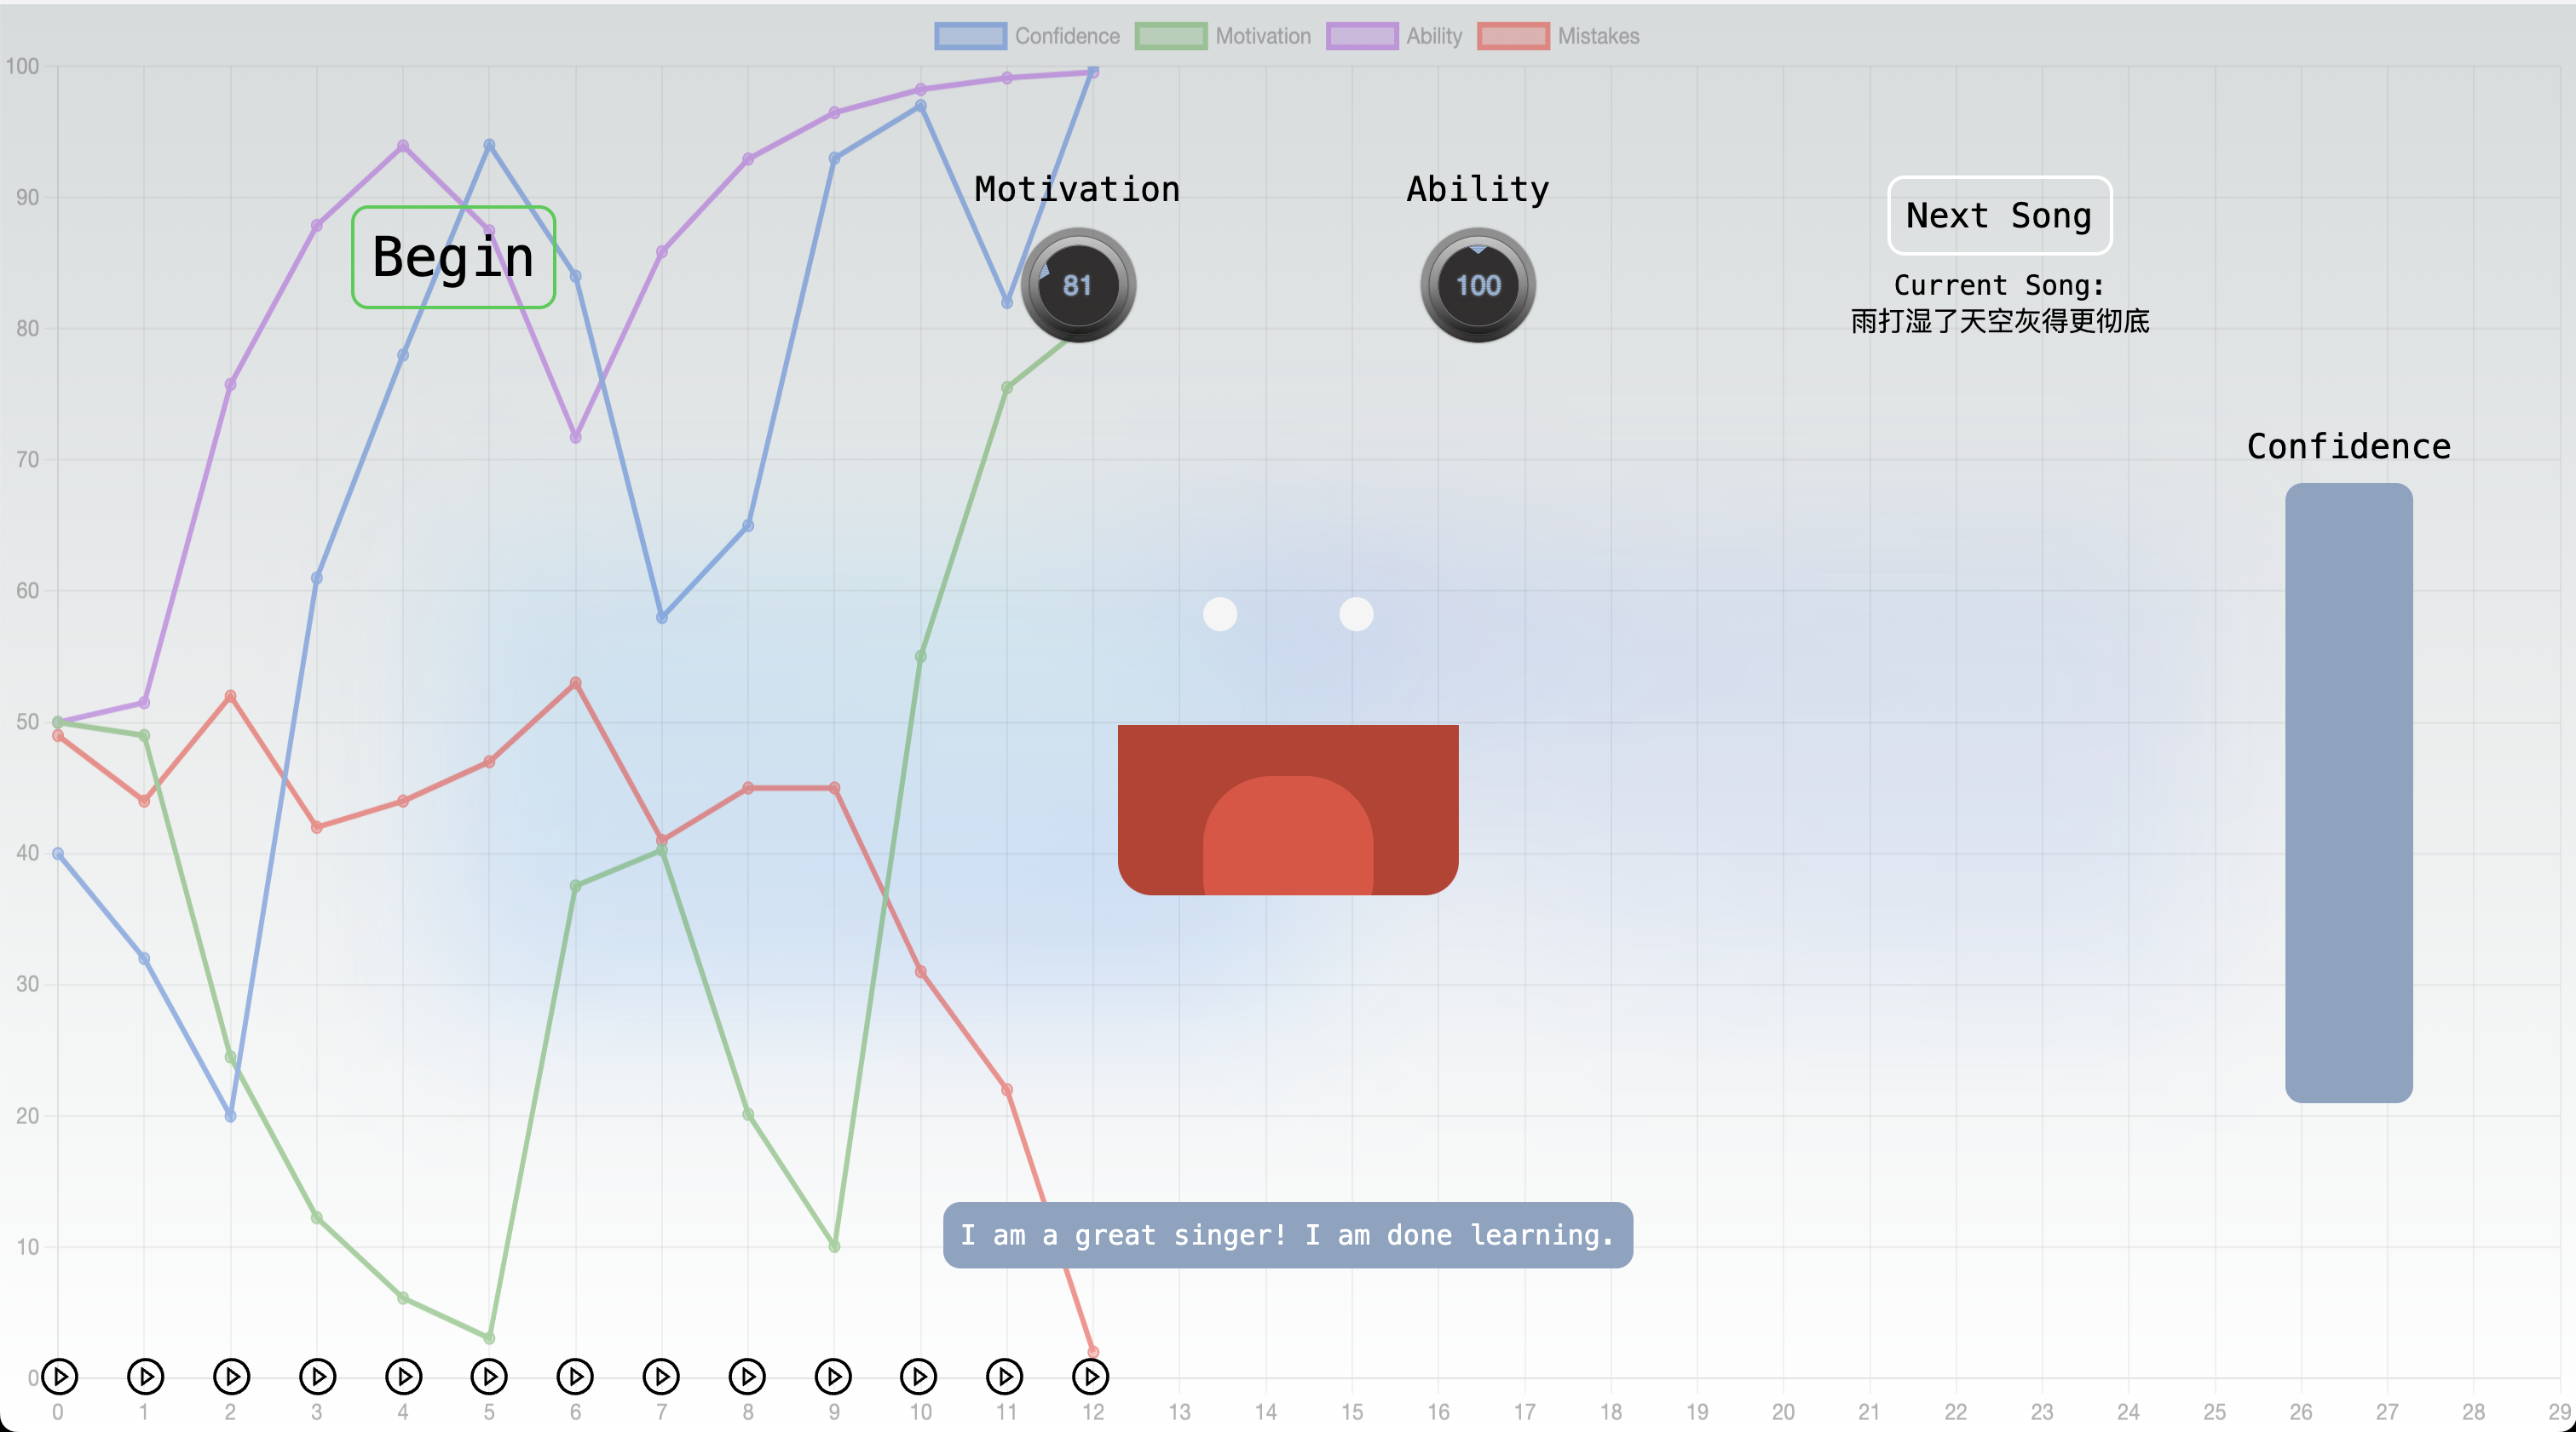 Confidence Motivation Ability Mistakes
100
90
80
70
60
50
40
30
20
10
0
Begin
Motivation
81
Ability
100
Next Song
Current Song:
雨打湿了天空灰得更彻底
Confidence
I am a great singer! I am done learning.
0 1 2 3 4 5 6 7 8 9 10 11 12 13 14 15 16 17 18 19 20 21 22 23 24 25 26 27 28 29